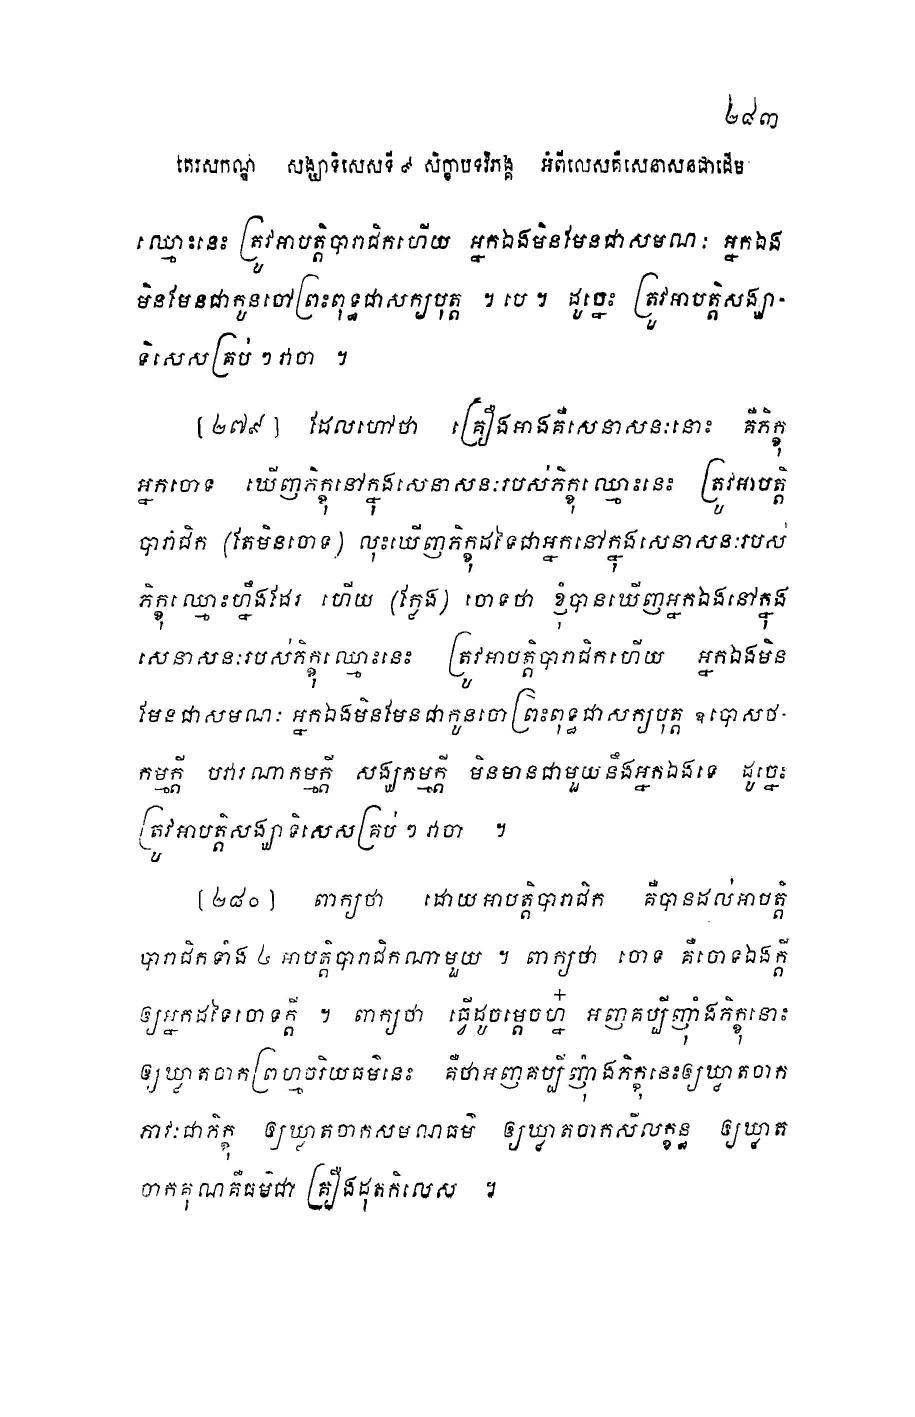 ២៤៣
តេរសកណ្ឌំ សង្ឃាទិសេសទី ៩ សិក្ខាបទវិភង្គ អំពីលេសគឺសេនាសនជាដើម
ឈ្មោះនេះ ត្រូវអាបត្តិបារាជិកហើយ អ្នកឯងមិនមែនជាសមណៈ អ្នកឯង
មិនមែនជាកូនចៅព្រះពុទ្ធជាសក្យបុត្ត ។ បេ ។ ដូច្នេះ ត្រូវអាបត្តិសង្ឃា-
ទិសេសគ្រប់ ៗ វាចា ។
[២៧៩] ដែលហៅថា គ្រឿងអាងគឺសេនាសនៈនោះ គឺភិក្ខុ
អ្នកចោទ ឃើញភិក្ខុនៅក្នុងសេនាសនៈរបស់ភិក្ខុឈ្មោះនេះ ត្រូវអាបត្តិ
បារាជិក (តែមិនចោទ) លុះឃើញភិក្ខុដទៃជាអ្នកនៅក្នុងសេនាសនៈរបស់
ភិក្ខុឈ្មោះហ្នឹងដែរ ហើយ (ក្លែង) ចោទថា ខ្ញុំបានឃើញអ្នកឯងនៅក្នុង
សេនាសនៈរបស់ភិក្ខុឈ្មោះនេះ ត្រូវអាបត្តិបារាជិកហើយ អ្នកឯងមិន
មែនជាសមណៈ អ្នកឯងមិនមែនជាកូនចៅព្រះពុទ្ធជាសក្យបុត្ត ឧបោសថ-
កម្មក្តី បវារណាកម្មក្តី សង្ឃកម្មក្តី មិនមានជាមួយនឹងអ្នកឯងទេ ដូច្នេះ
ត្រូវអាបត្តិសង្ឃាទិសេសគ្រប់ ៗ វាចា ។
[២៨០] ពាក្យថា ដោយអាបត្តិបារាជិក គឺបានដល់អាបត្តិ
បារាជិកទាំង ៤ អាបត្តិបារាជិកណាមួយ ។ ពាក្យថា ចោទ គឺចោទឯងក្តី
ឲ្យអ្នកដទៃចោទក្តី ។ ពាក្យថា ធ្វើដូចម្តេចហ្ន៎ អញគប្បីញ៉ាំងភិក្ខុនោះ
ឲ្យឃ្លាតចាកព្រហ្មចរិយធម៌នេះ គឺថាអញគប្បីញ៉ុំាងភិក្ខុនេះឲ្យឃ្លាតចាក
ភាវៈជាភិក្ខុ ឲ្យឃ្លាតចាកសមណធម៌ ឲ្យឃ្លាតចាកសីលក្ខន្ធ ឲ្យឃ្លាត
ចាកគុណគឺធម៌ជា គ្រឿងដុតកិលេស ។